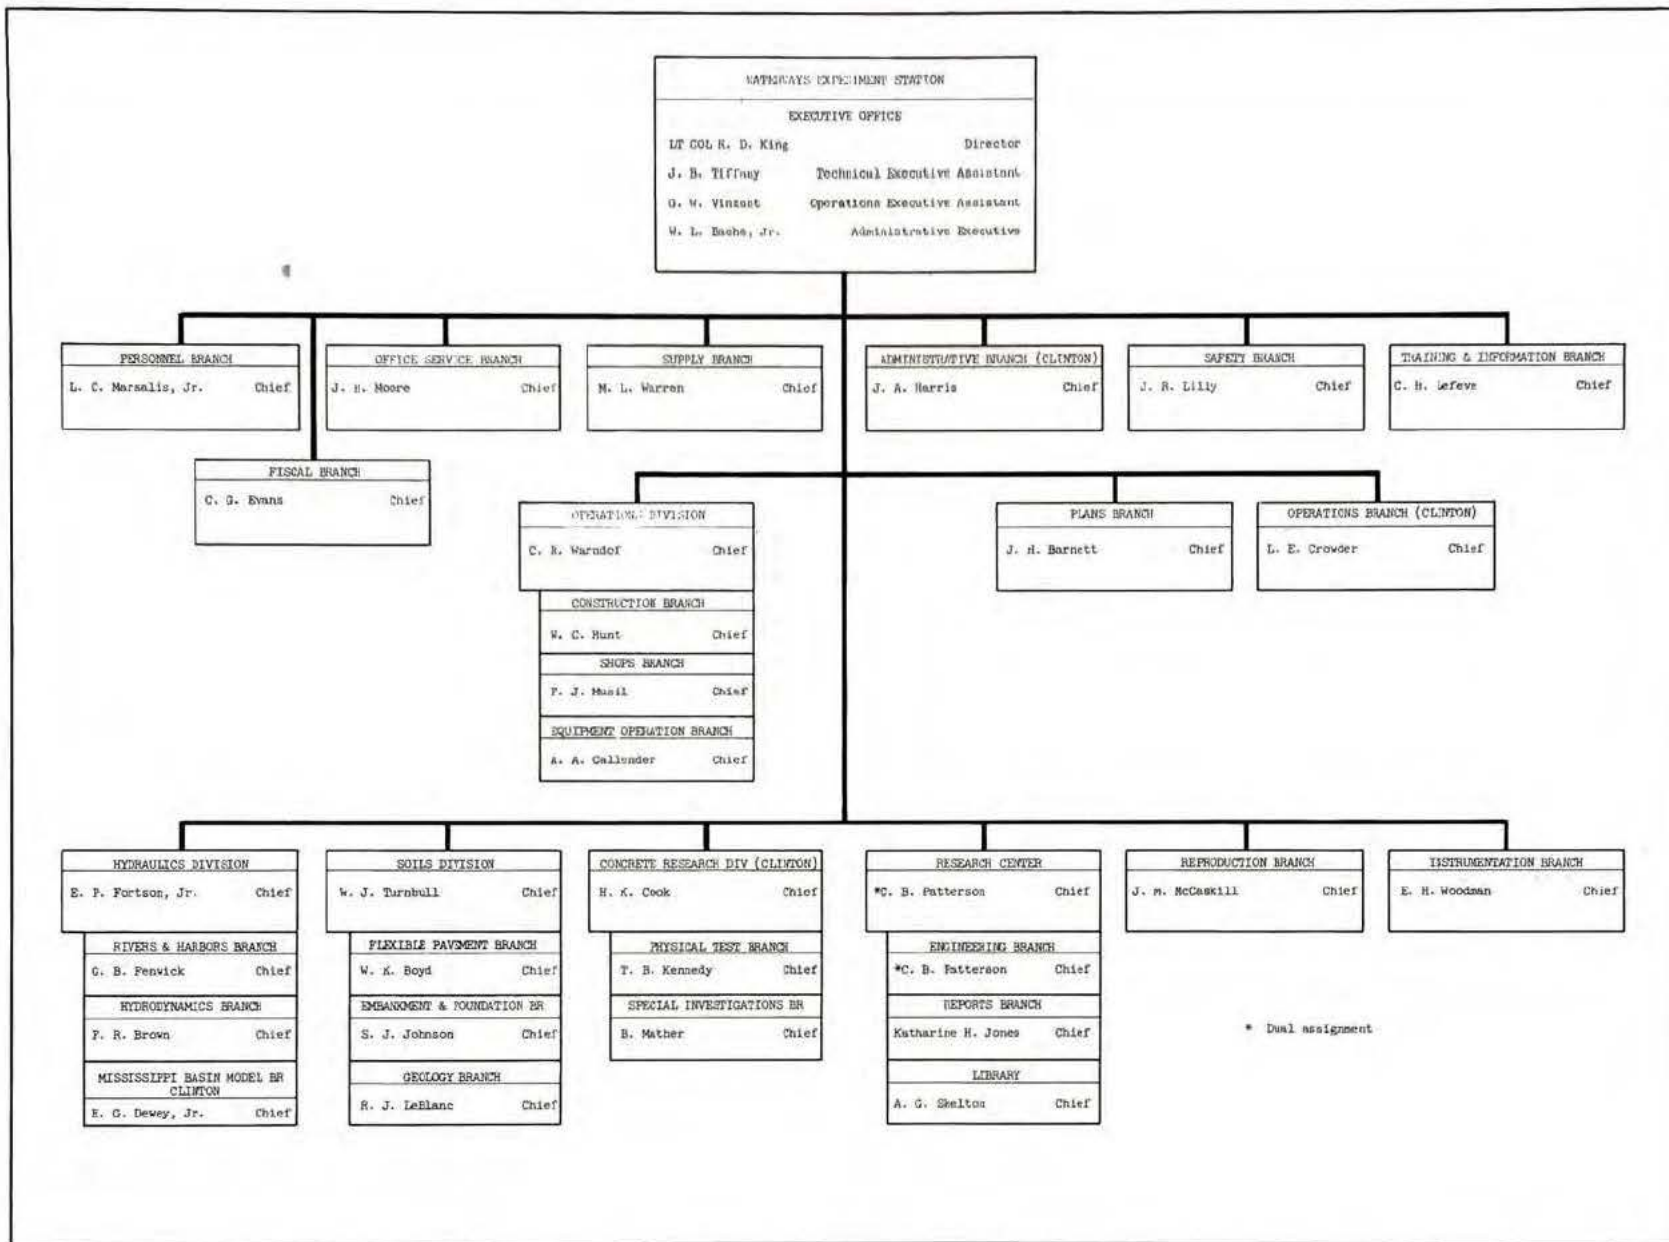 WATERWAYS EXPERIMENT STATION
EXECUTIVE OFFICE
LT COL R. D. King Director
J. B. Tiffany Technical Executive Assistant
G. W. Vinzant Operations Executive Assistant
W. L. Bache, Jr. Administrative Executive
PERSONNEL BRANCH
L. C. Marsalis, Jr. Chief
OFFICE SERVICE BRANCH
J. H. Moore Chief
SUPPLY BRANCH
M. L. Warren Chief
ADMINISTRATIVE BRANCH (CLINTON)
J. A. Harris Chief
SAFETY BRANCH
J. R. Lilly Chief
TRAINING & INFORMATION BRANCH
C. H. Lefeve Chief
FISCAL BRANCH
C. G. Evans Chief
OPERATIONS DIVISION
C. R. Warndof Chief
PLANS BRANCH
J. H. Barnett Chief
OPERATIONS BRANCH (CLINTON)
L. E. Crowder Chief
CONSTRUCTION BRANCH
W. C. Hunt Chief
SHOPS BRANCH
F. J. Musil Chief
EQUIPMENT OPERATION BRANCH
A. A. Callender Chief
HYDRAULICS DIVISION
E. P. Fortson, Jr. Chief
RIVERS & HARBORS BRANCH
G. B. Fenwick Chief
HYDRODYNAMICS BRANCH
F. R. Brown Chief
MISSISSIPPI BASIN MODEL BR
CLINTON
E. G. Dewey, Jr. Chief
SOILS DIVISION
W. J. Turnbull Chief
FLEXIBLE PAVEMENT BRANCH
W. K. Boyd Chief
EMBANKMENT & FOUNDATION BR
S. J. Johnson Chief
GEOLOGY BRANCH
R. J. LeBlanc Chief
CONCRETE RESEARCH DIV (CLINTON)
H. K. Cook Chief
PHYSICAL TEST BRANCH
T. B. Kennedy Chief
SPECIAL INVESTIGATIONS BR
B. Mather Chief
RESEARCH CENTER
*C. B. Patterson Chief
ENGINEERING BRANCH
*C. B. Patterson Chief
REPORTS BRANCH
Katharine H. Jones Chief
LIBRARY
A. G. Skelton Chief
REPRODUCTION BRANCH
J. M. McCaskill Chief
INSTRUMENTATION BRANCH
E. H. Woodman Chief
* Dual assignment